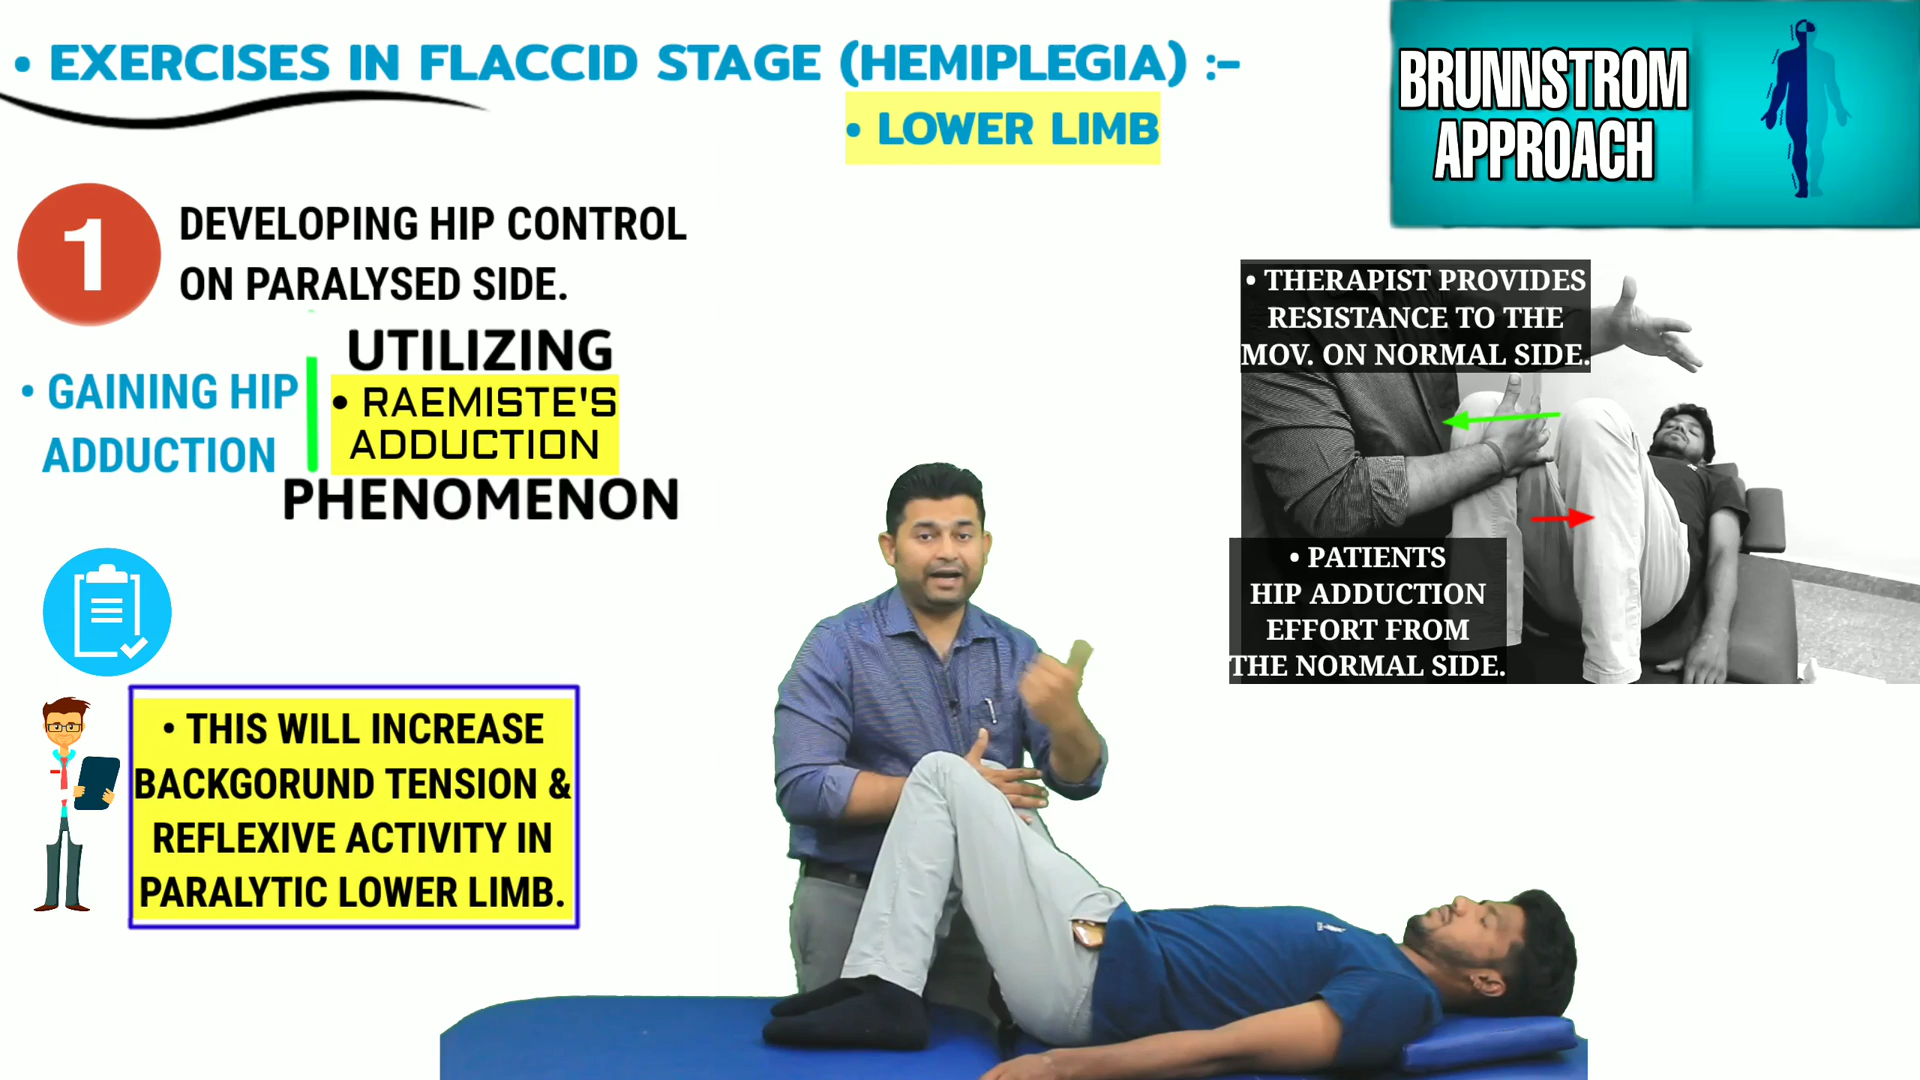 • EXERCISES IN FLACCID STAGE (HEMIPLEGIA) :-
• LOWER LIMB
BRUNNSTROM
APPROACH
1
DEVELOPING HIP CONTROL
ON PARALYSED SIDE.
• GAINING HIP
ADDUCTION
UTILIZING
• RAEMISTE'S
ADDUCTION
PHENOMENON
• THERAPIST PROVIDES
RESISTANCE TO THE
MOV. ON NORMAL SIDE.
• PATIENTS
HIP ADDUCTION
EFFORT FROM
THE NORMAL SIDE.
• THIS WILL INCREASE
BACKGORUND TENSION &
REFLEXIVE ACTIVITY IN
PARALYTIC LOWER LIMB.